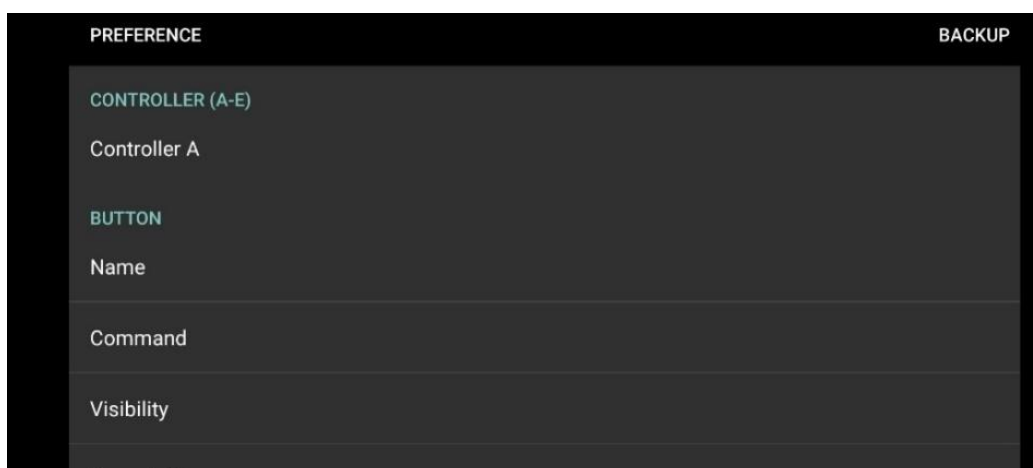 PREFERENCE BACKUP
CONTROLLER (A-E)
Controller A
BUTTON
Name
Command
Visibility